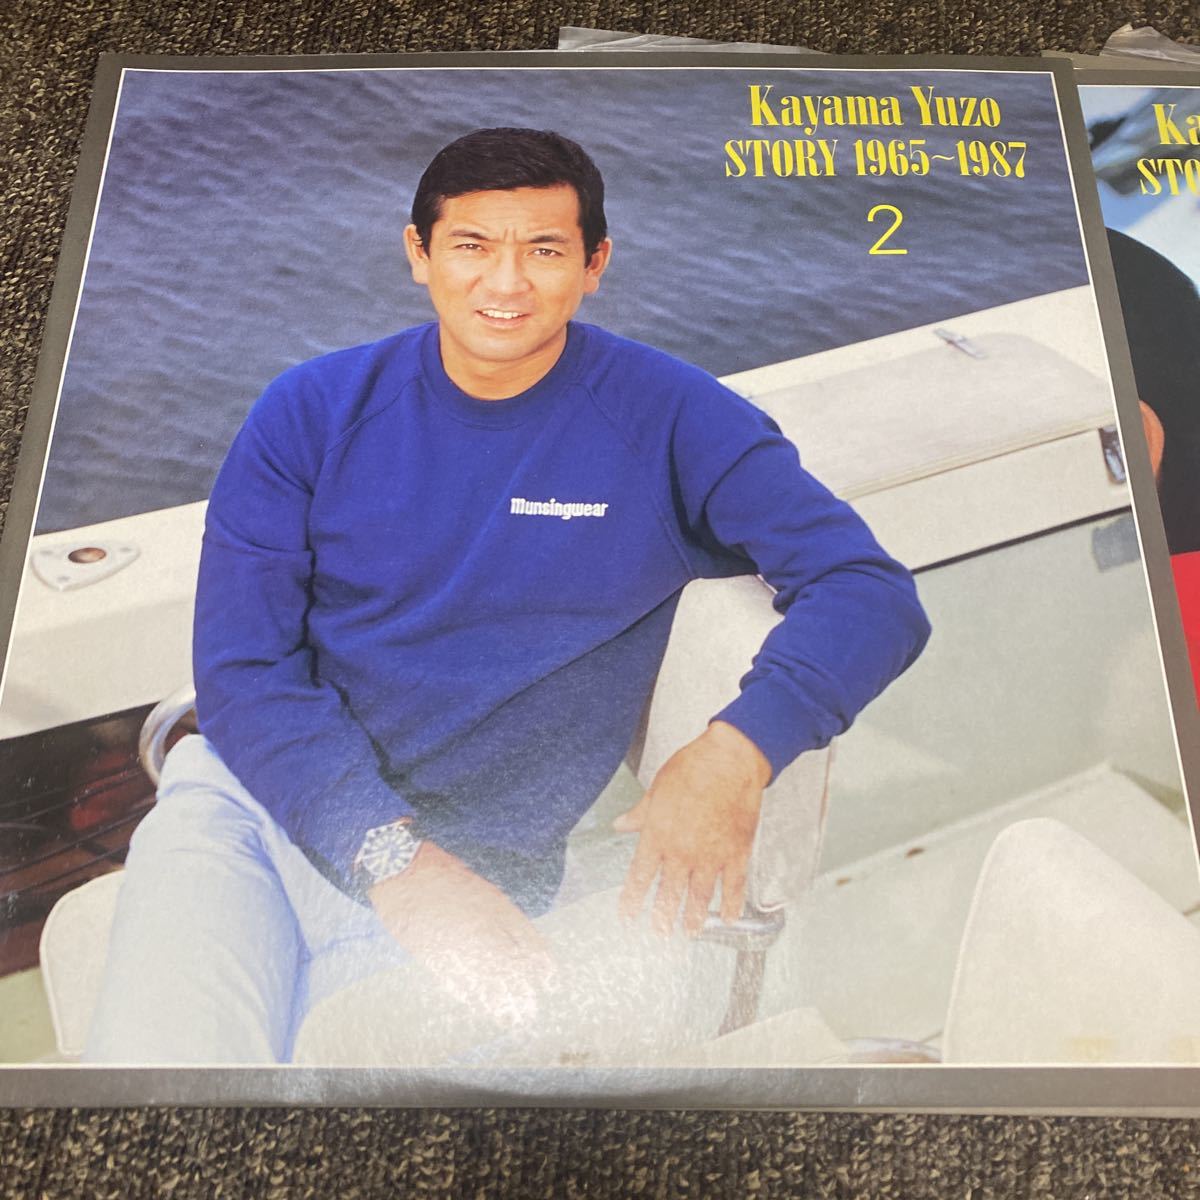 Kayama Yuzo
STORY 1965~1987
2
Munsingwear